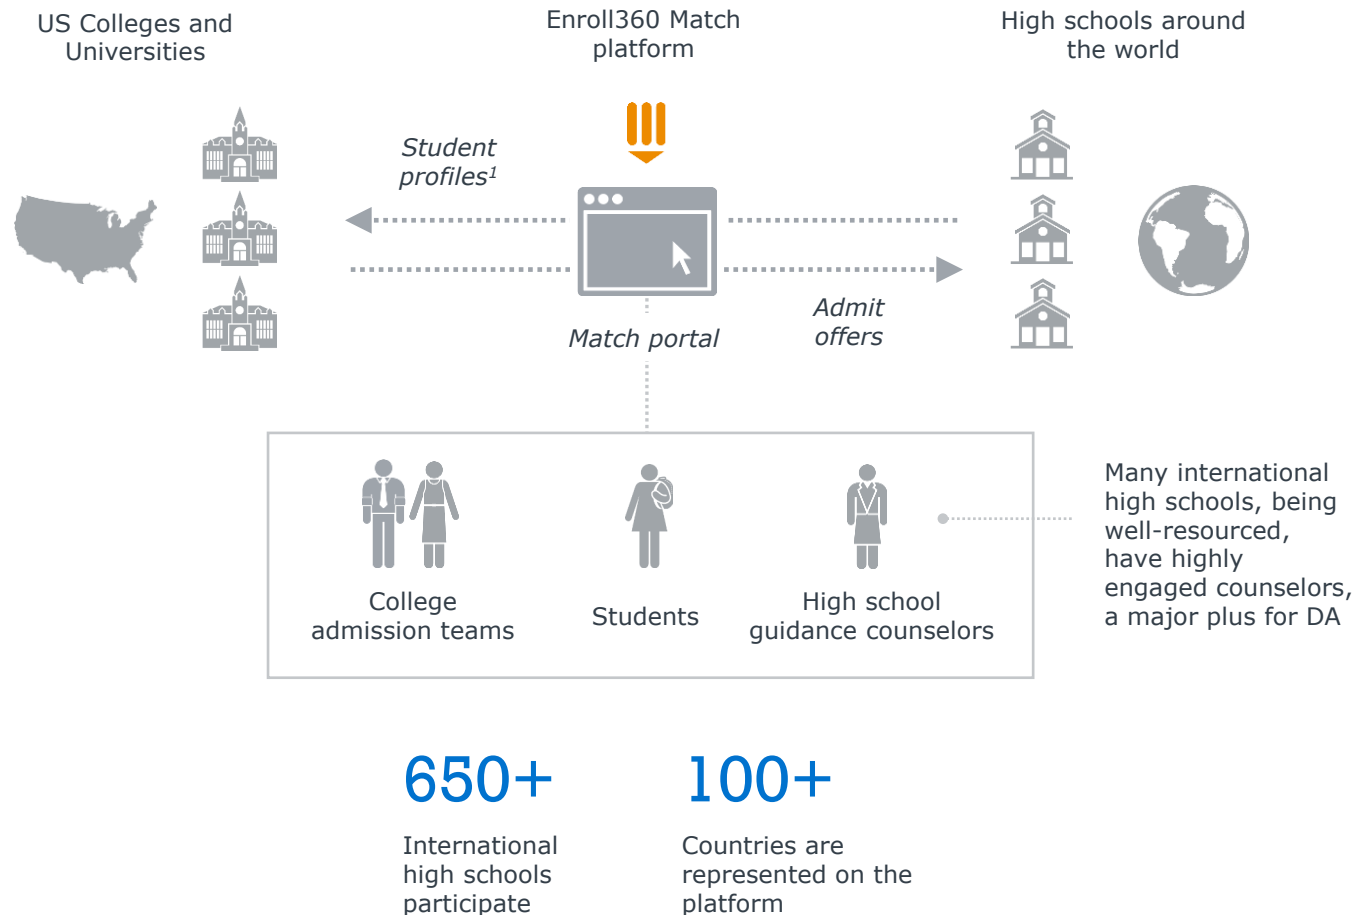 US Colleges and
Universities
Enroll360 Match
platform
High schools around
the world
Student
profiles¹
Match portal
Admit
offers
College
admission teams
Students
High school
guidance counselors
Many international
high schools, being
well-resourced,
have highly
engaged counselors,
a major plus for DA
650+
International
high schools
participate
100+
Countries are
represented on the
platform